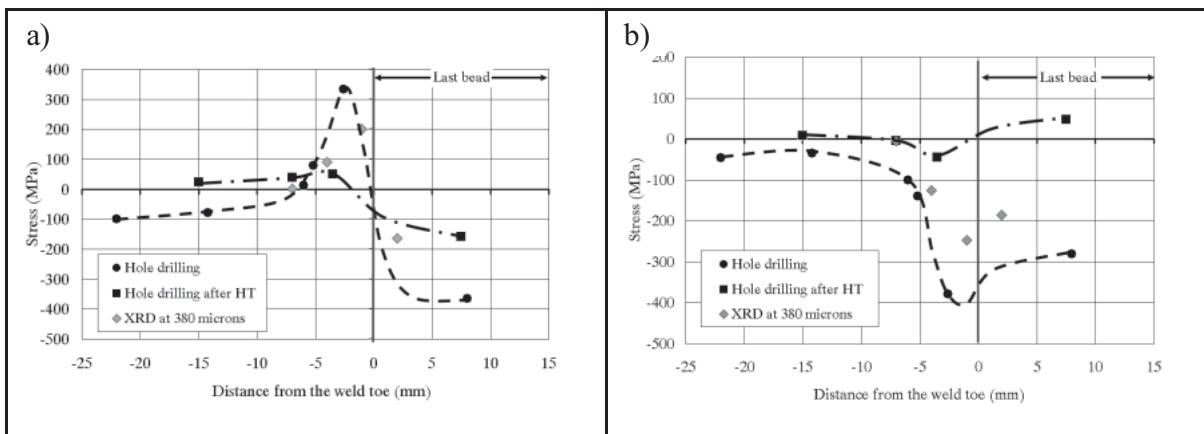 a)
400
300
200
100
0
-100
-200
-300
-400
-500
Stress (MPa)
Last bead
Hole drilling
Hole drilling after HT
XRD at 380 microns
-25 -20 -15 -10 -5 0 5 10 15
Distance from the weld toe (mm)
b)
100
0
-100
-200
-300
-400
-500
Stress (MPa)
Last bead
Hole drilling
Hole drilling after HT
XRD at 380 microns
-25 -20 -15 -10 -5 0 5 10 15
Distance from the weld toe (mm)